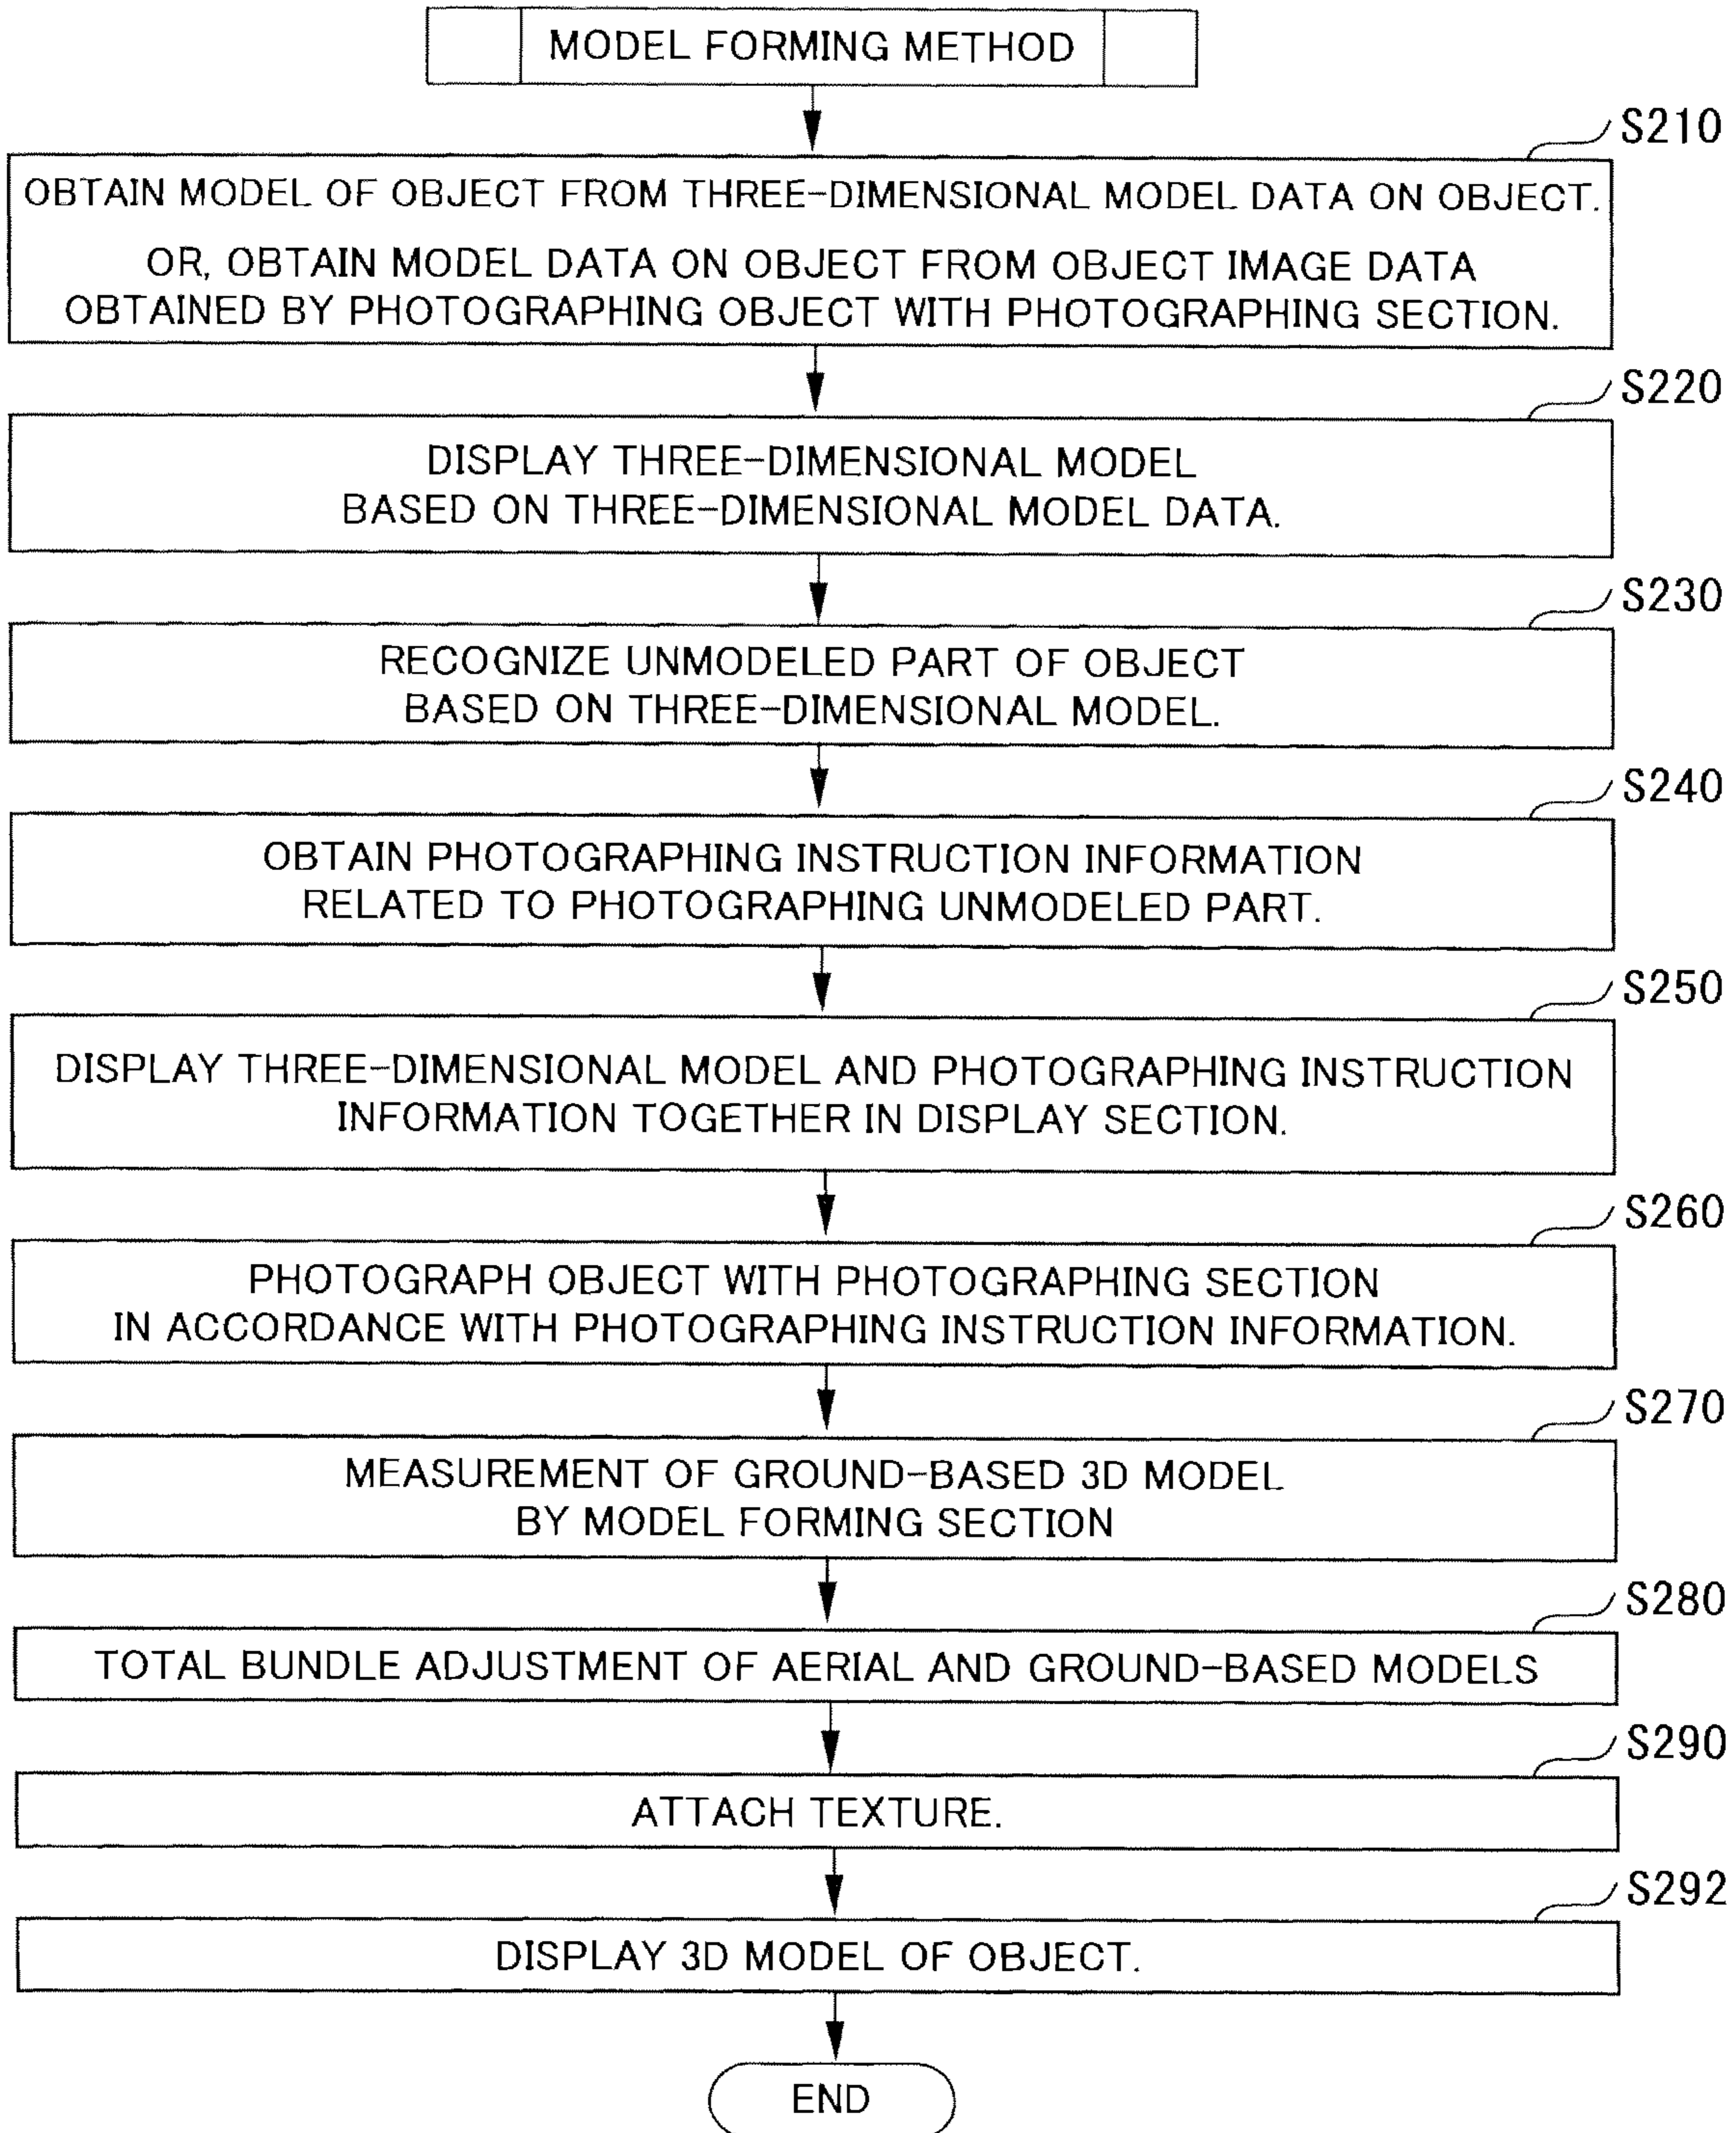 MODEL FORMING METHOD
S210
OBTAIN MODEL OF OBJECT FROM THREE-DIMENSIONAL MODEL DATA ON OBJECT.
OR, OBTAIN MODEL DATA ON OBJECT FROM OBJECT IMAGE DATA
OBTAINED BY PHOTOGRAPHING OBJECT WITH PHOTOGRAPHING SECTION.
S220
DISPLAY THREE-DIMENSIONAL MODEL
BASED ON THREE-DIMENSIONAL MODEL DATA.
S230
RECOGNIZE UNMODELED PART OF OBJECT
BASED ON THREE-DIMENSIONAL MODEL.
S240
OBTAIN PHOTOGRAPHING INSTRUCTION INFORMATION
RELATED TO PHOTOGRAPHING UNMODELED PART.
S250
DISPLAY THREE-DIMENSIONAL MODEL AND PHOTOGRAPHING INSTRUCTION
INFORMATION TOGETHER IN DISPLAY SECTION.
S260
PHOTOGRAPH OBJECT WITH PHOTOGRAPHING SECTION
IN ACCORDANCE WITH PHOTOGRAPHING INSTRUCTION INFORMATION.
S270
MEASUREMENT OF GROUND-BASED 3D MODEL
BY MODEL FORMING SECTION
S280
TOTAL BUNDLE ADJUSTMENT OF AERIAL AND GROUND-BASED MODELS
S290
ATTACH TEXTURE.
S292
DISPLAY 3D MODEL OF OBJECT.
END